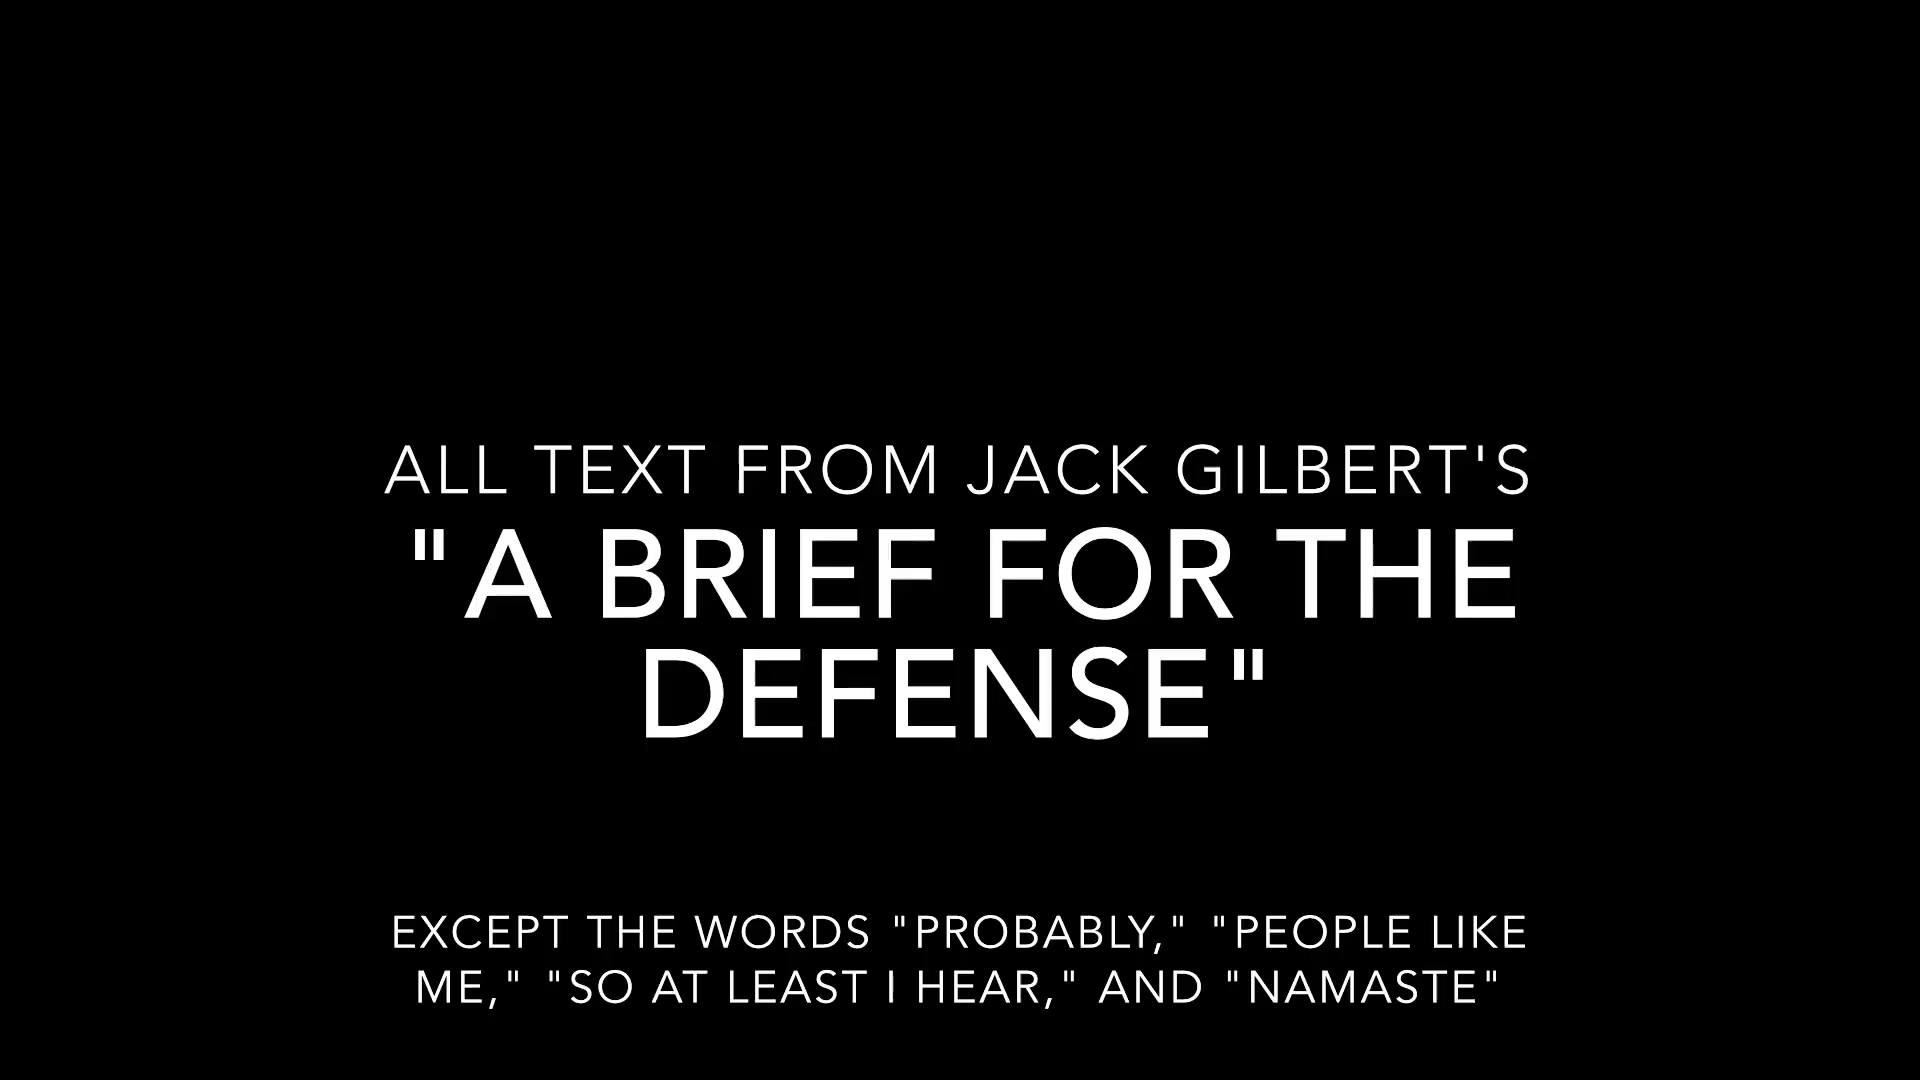 ALL TEXT FROM JACK GILBERT'S
"A BRIEF FOR THE
DEFENSE"
EXCEPT THE WORDS "PROBABLY," "PEOPLE LIKE
ME," "SO AT LEAST I HEAR," AND "NAMASTE"